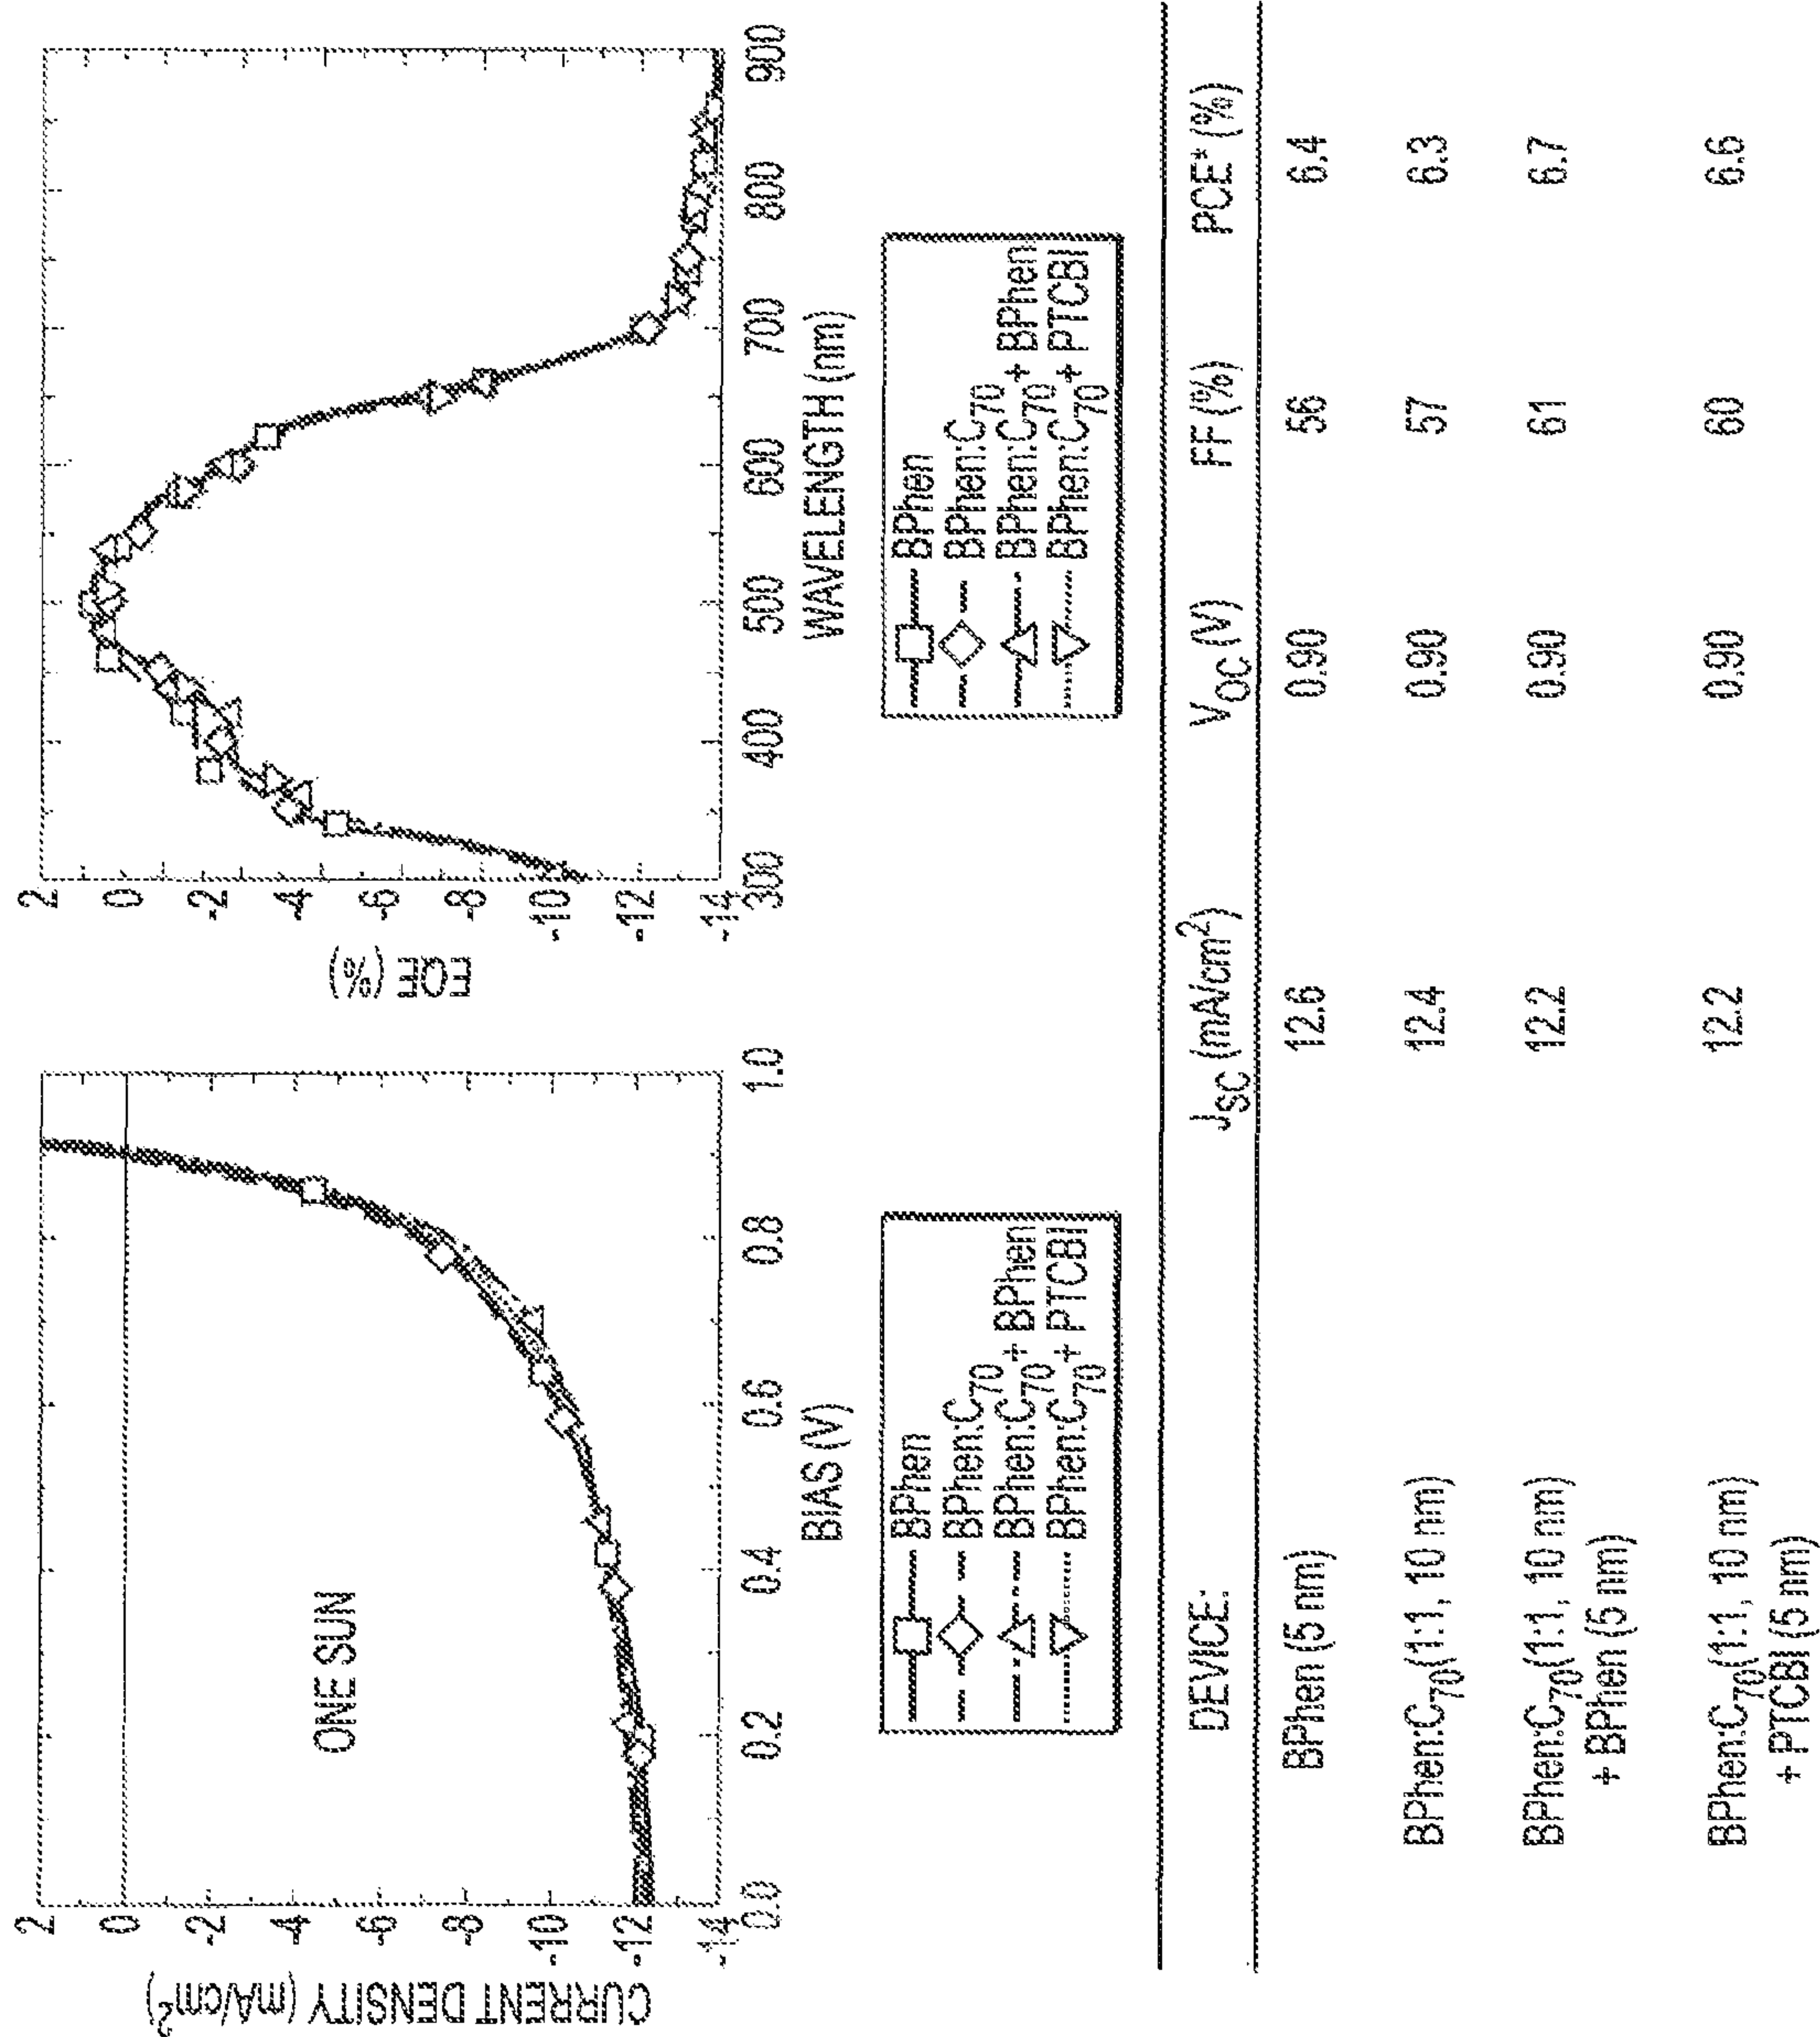 CURRENT DENSITY (mA/cm²)
2
0
-2
-4
-6
-8
-10
-12
-14
ONE SUN
0.0 0.2 0.4 0.6 0.8 1.0
BIAS (V)
BPhen
BPhen:C70
BPhen:C70 + BPhen
BPhen:C70 + PTCBI
EQE (%)
2
0
-2
-4
-6
-8
-10
-12
-14
300 400 500 600 700 800 900
WAVELENGTH (nm)
BPhen
BPhen:C70
BPhen:C70 + BPhen
BPhen:C70 + PTCBI
DEVICE: JSC (mA/cm²) VOC (V) FF (%) PCE* (%)
BPhen (5 nm) 12.6 0.90 56 6.4
BPhen:C70(1:1, 10 nm) 12.4 0.90 57 6.3
BPhen:C70(1:1, 10 nm) 12.2 0.90 61 6.7
+ BPhen (5 nm)
BPhen:C70(1:1, 10 nm) 12.2 0.90 60 6.6
+ PTCBI (5 nm)